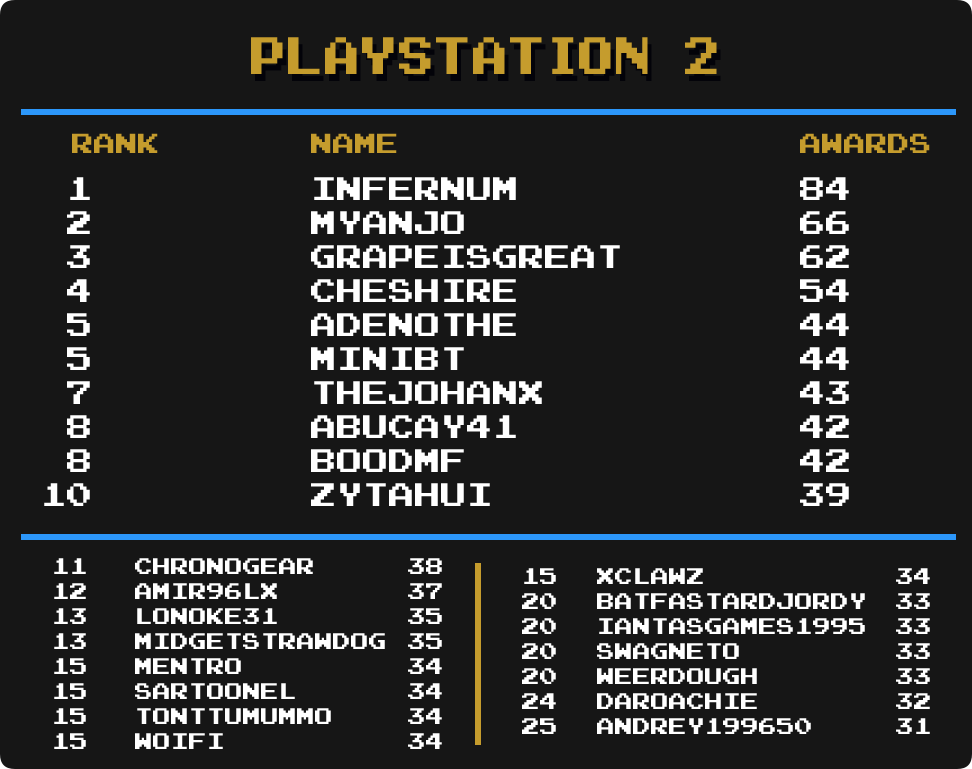 PLAYSTATION 2
RANK NAME AWARDS
1 INFERNUM 84
2 MYANJO 66
3 GRAPEISGREAT 62
4 CHESHIRE 54
5 ADENOTHE 44
5 MINIBT 44
7 THEJOHANX 43
8 ABUCAY41 42
8 BOODMF 42
10 ZYTAHUI 39
11 CHRONOGEAR 38
12 AMIR96LX 37
13 LONOKE31 35
13 MIDGETSTRAWDOG 35
15 MENTRO 34
15 SARTOONEL 34
15 TONTTUMUMMO 34
15 WOIFI 34
15 XCLAWZ 34
20 BATFASTARDJORDY 33
20 IANTASGAMES1995 33
20 SWAGNETO 33
20 WEERDOUGH 33
24 DAROACHIE 32
25 ANDREY199650 31